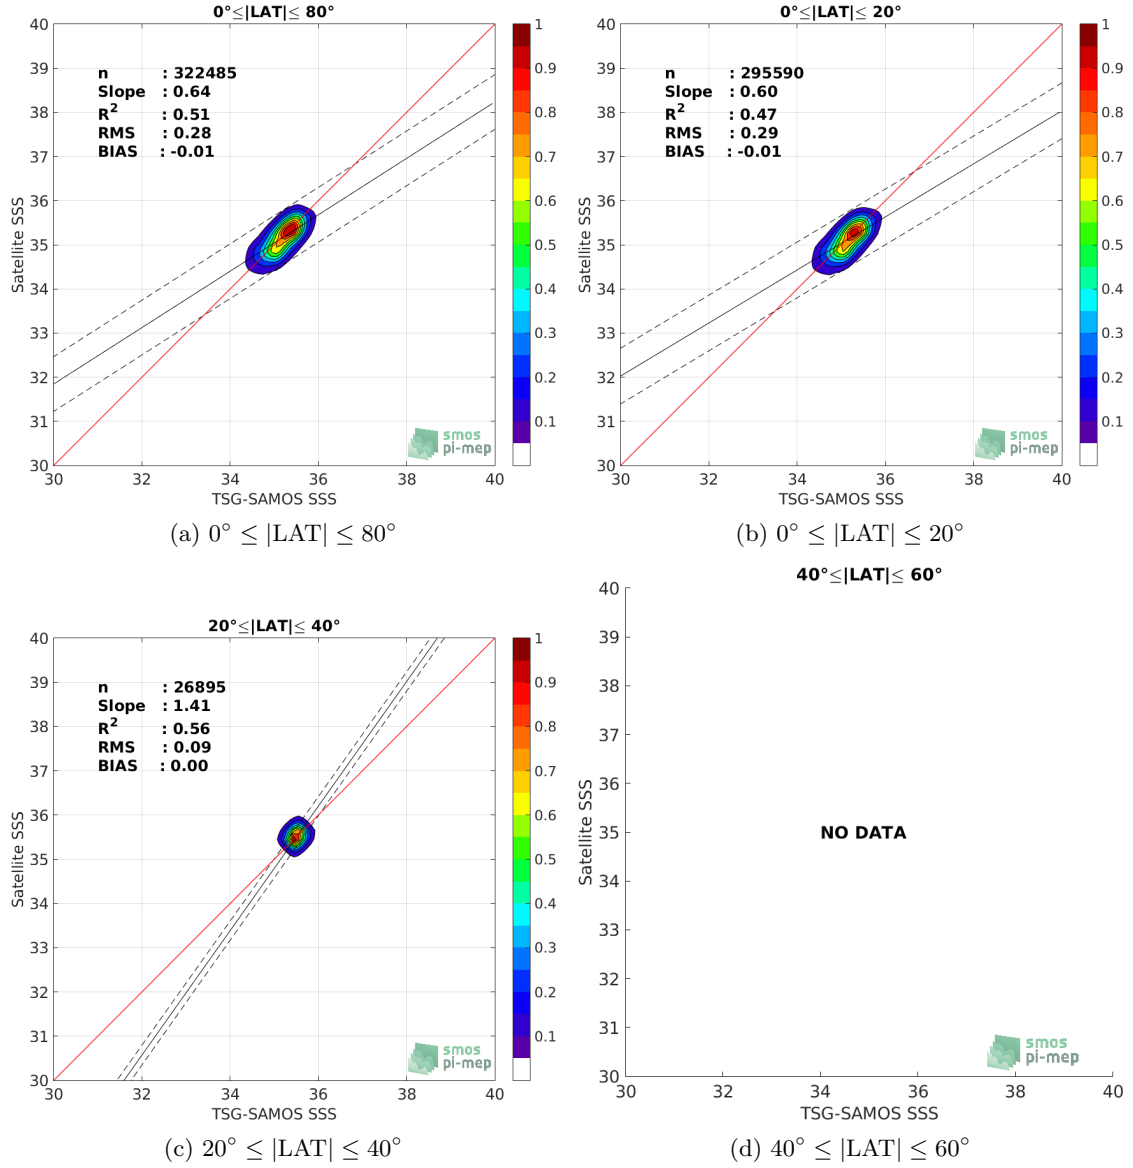 0°≤|LAT|≤ 80°
40
39
38
37
36
35
34
33
32
31
30
Satellite SSS
n : 322485
Slope : 0.64
R² : 0.51
RMS : 0.28
BIAS : -0.01
smos
pi-mep
30 32 34 36 38 40
TSG-SAMOS SSS
1
0.9
0.8
0.7
0.6
0.5
0.4
0.3
0.2
0.1
(a) 0° ≤ |LAT| ≤ 80°
0°≤|LAT|≤ 20°
40
39
38
37
36
35
34
33
32
31
30
Satellite SSS
n : 295590
Slope : 0.60
R² : 0.47
RMS : 0.29
BIAS : -0.01
smos
pi-mep
30 32 34 36 38 40
TSG-SAMOS SSS
1
0.9
0.8
0.7
0.6
0.5
0.4
0.3
0.2
0.1
(b) 0° ≤ |LAT| ≤ 20°
20°≤|LAT|≤ 40°
40
39
38
37
36
35
34
33
32
31
30
Satellite SSS
n : 26895
Slope : 1.41
R² : 0.56
RMS : 0.09
BIAS : 0.00
smos
pi-mep
30 32 34 36 38 40
TSG-SAMOS SSS
1
0.9
0.8
0.7
0.6
0.5
0.4
0.3
0.2
0.1
(c) 20° ≤ |LAT| ≤ 40°
40°≤|LAT|≤ 60°
40
39
38
37
36
35
34
33
32
31
30
Satellite SSS
NO DATA
smos
pi-mep
30 32 34 36 38 40
TSG-SAMOS SSS
(d) 40° ≤ |LAT| ≤ 60°